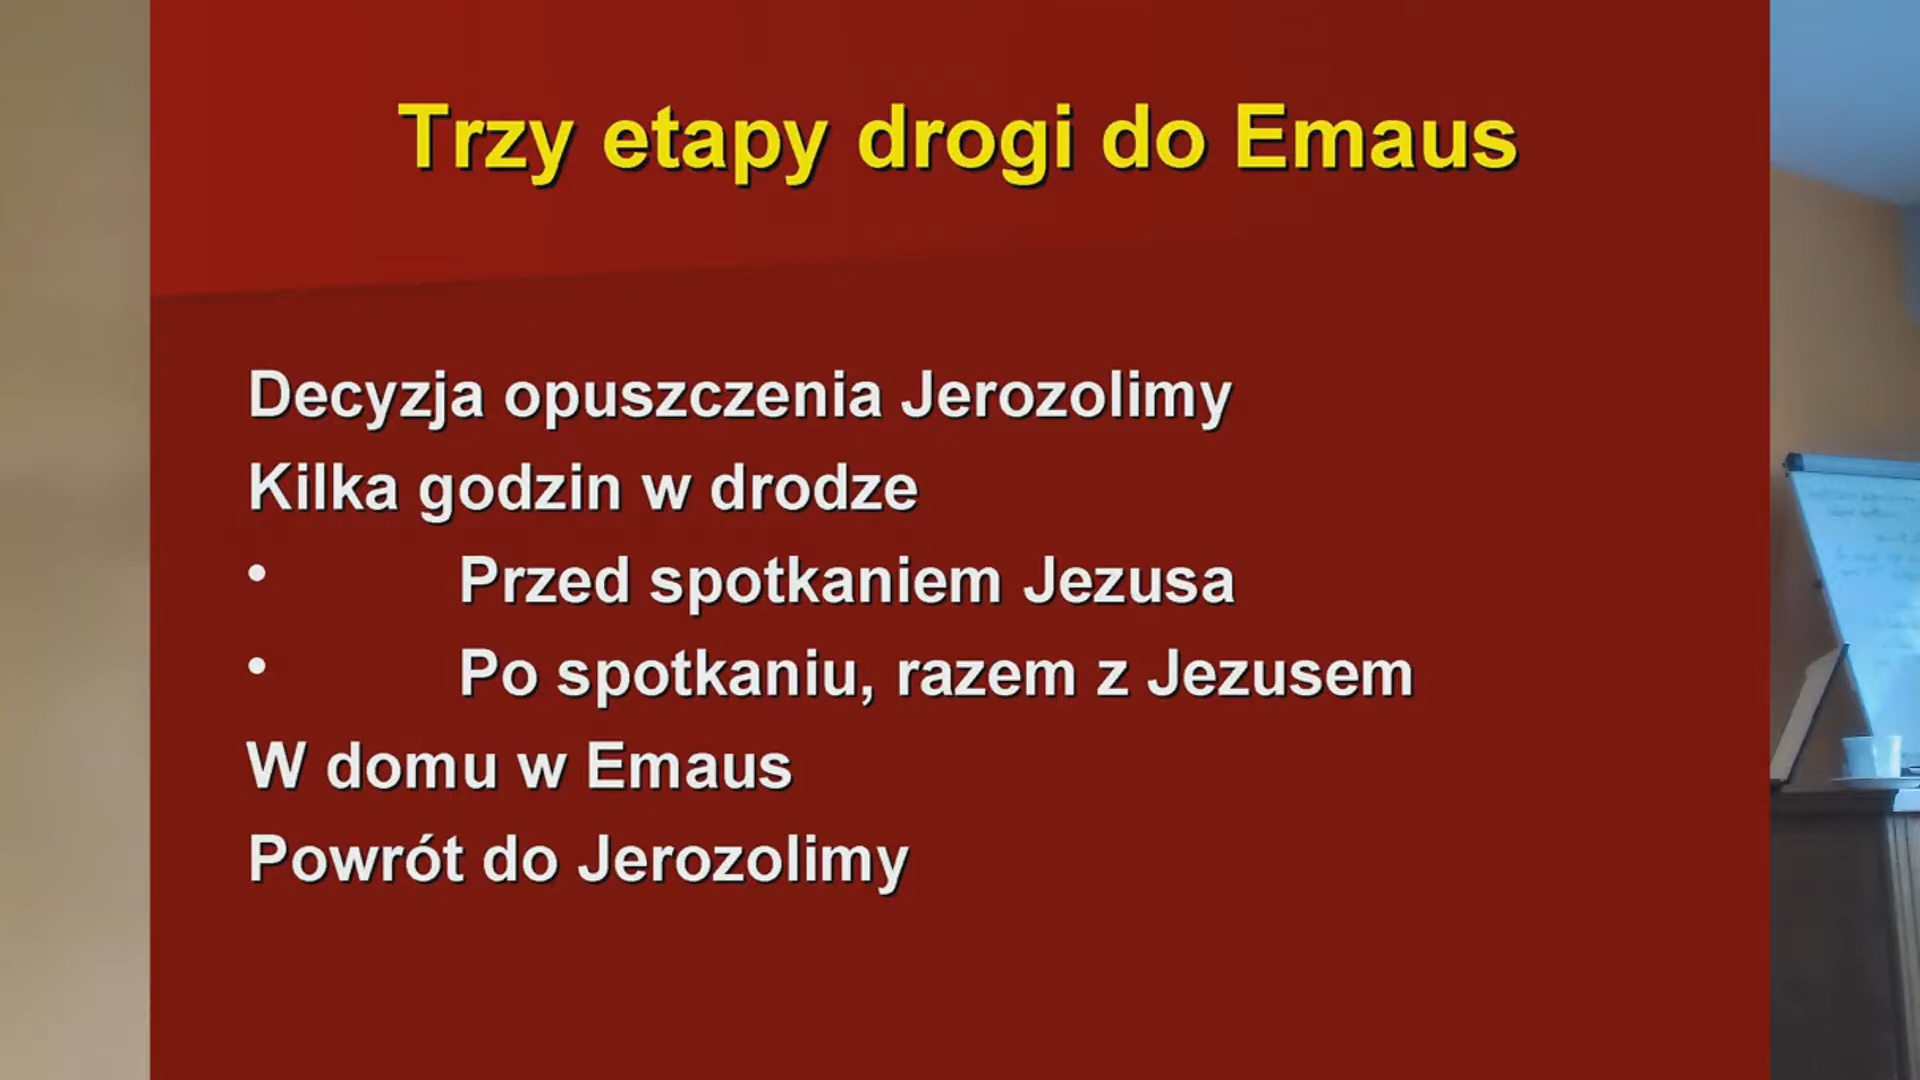 Trzy etapy drogi do Emaus
Decyzja opuszczenia Jerozolimy
Kilka godzin w drodze
• Przed spotkaniem Jezusa
• Po spotkaniu, razem z Jezusem
W domu w Emaus
Powrót do Jerozolimy